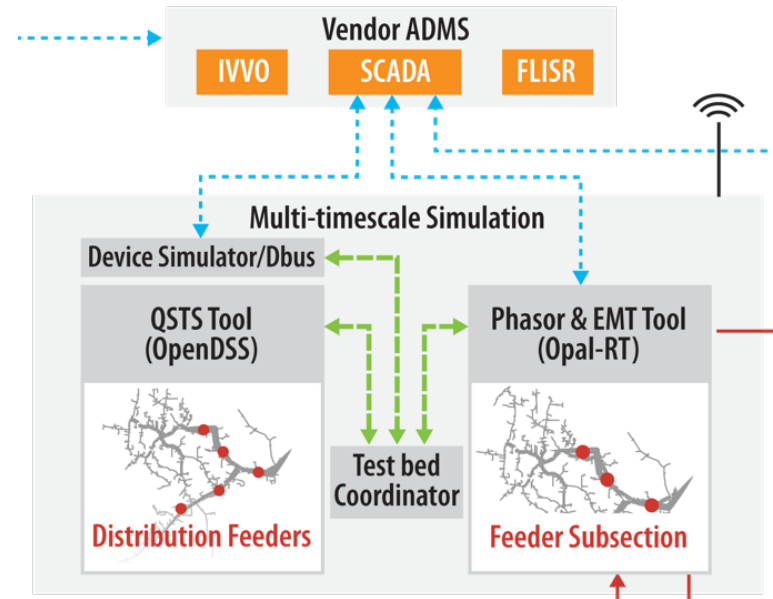 Vendor ADMS
IVVO
SCADA
FLISR
Multi-timescale Simulation
Device Simulator/Dbus
QSTS Tool
(OpenDSS)
Phasor & EMT Tool
(Opal-RT)
Test bed
Coordinator
Distribution Feeders
Feeder Subsection